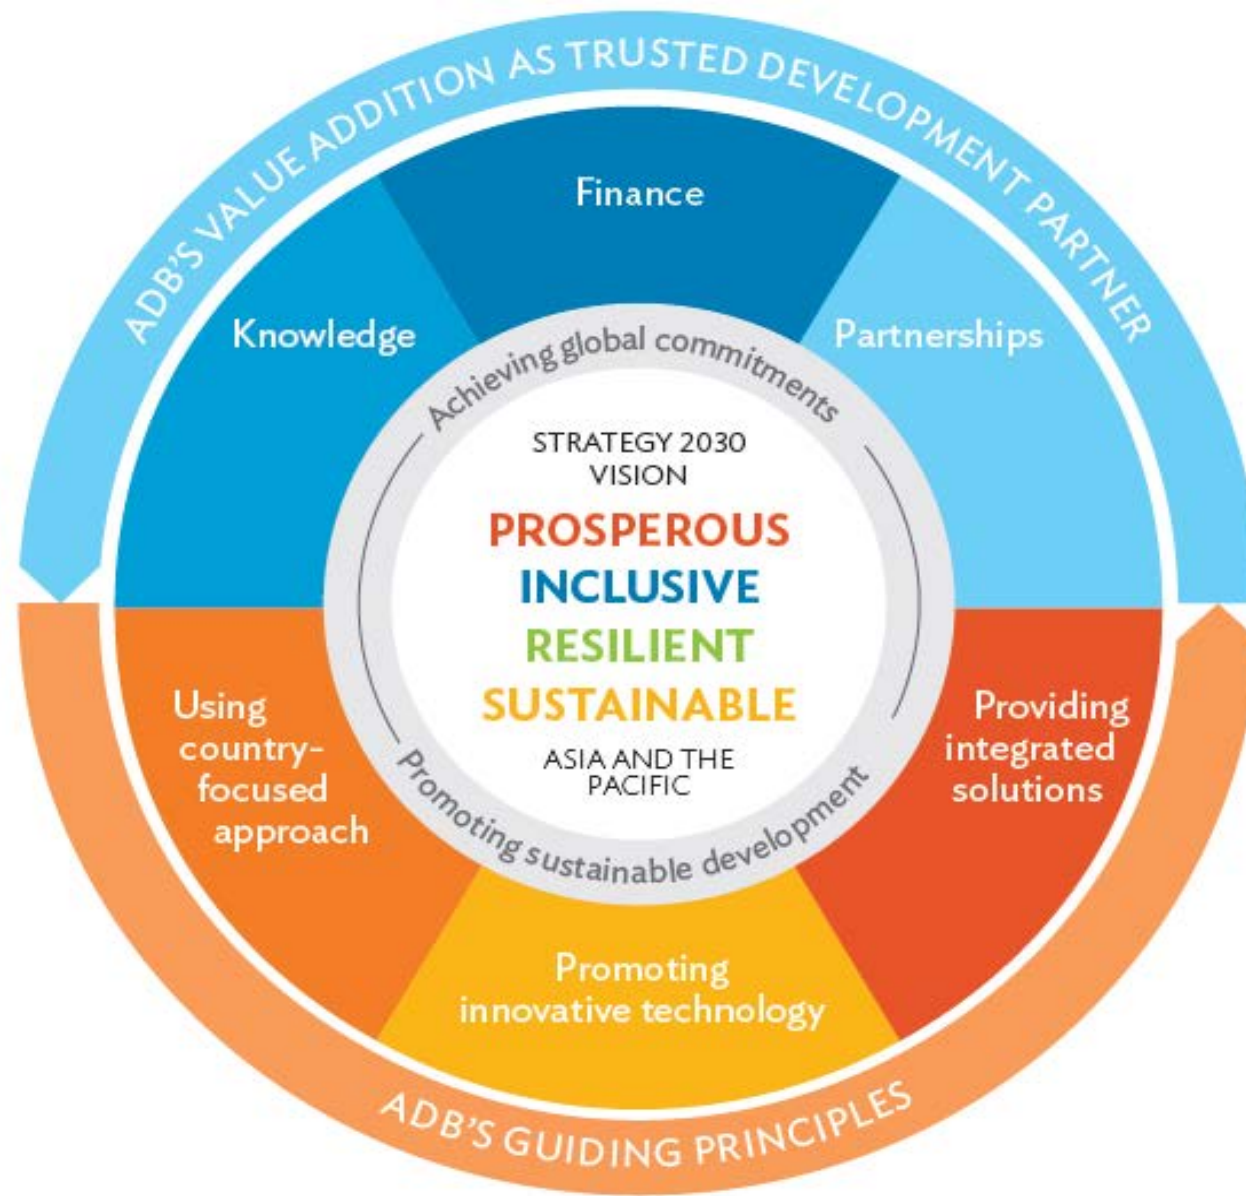 ADB'S VALUE ADDITION AS TRUSTED DEVELOPMENT PARTNER
Finance
Knowledge
Partnerships
Achieving global commitments
STRATEGY 2030
VISION
PROSPEROUS
INCLUSIVE
RESILIENT
SUSTAINABLE
ASIA AND THE
PACIFIC
Promoting sustainable development
Using
country-
focused
approach
Providing
integrated
solutions
Promoting
innovative technology
ADB'S GUIDING PRINCIPLES